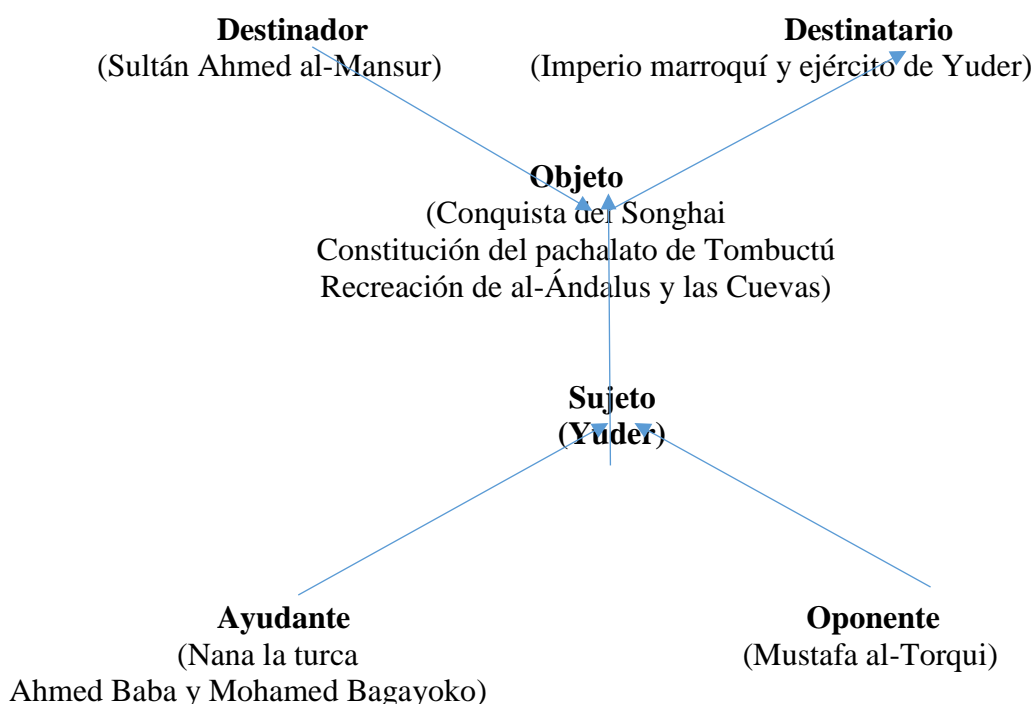 Destinador
(Sultán Ahmed al-Mansur)
Destinatario
(Imperio marroquí y ejército de Yuder)
Objeto
(Conquista del Songhai
Constitución del pachalato de Tombuctú
Recreación de al-Ándalus y las Cuevas)
Sujeto
(Yuder)
Ayudante
(Nana la turca
Ahmed Baba y Mohamed Bagayoko)
Oponente
(Mustafa al-Torqui)